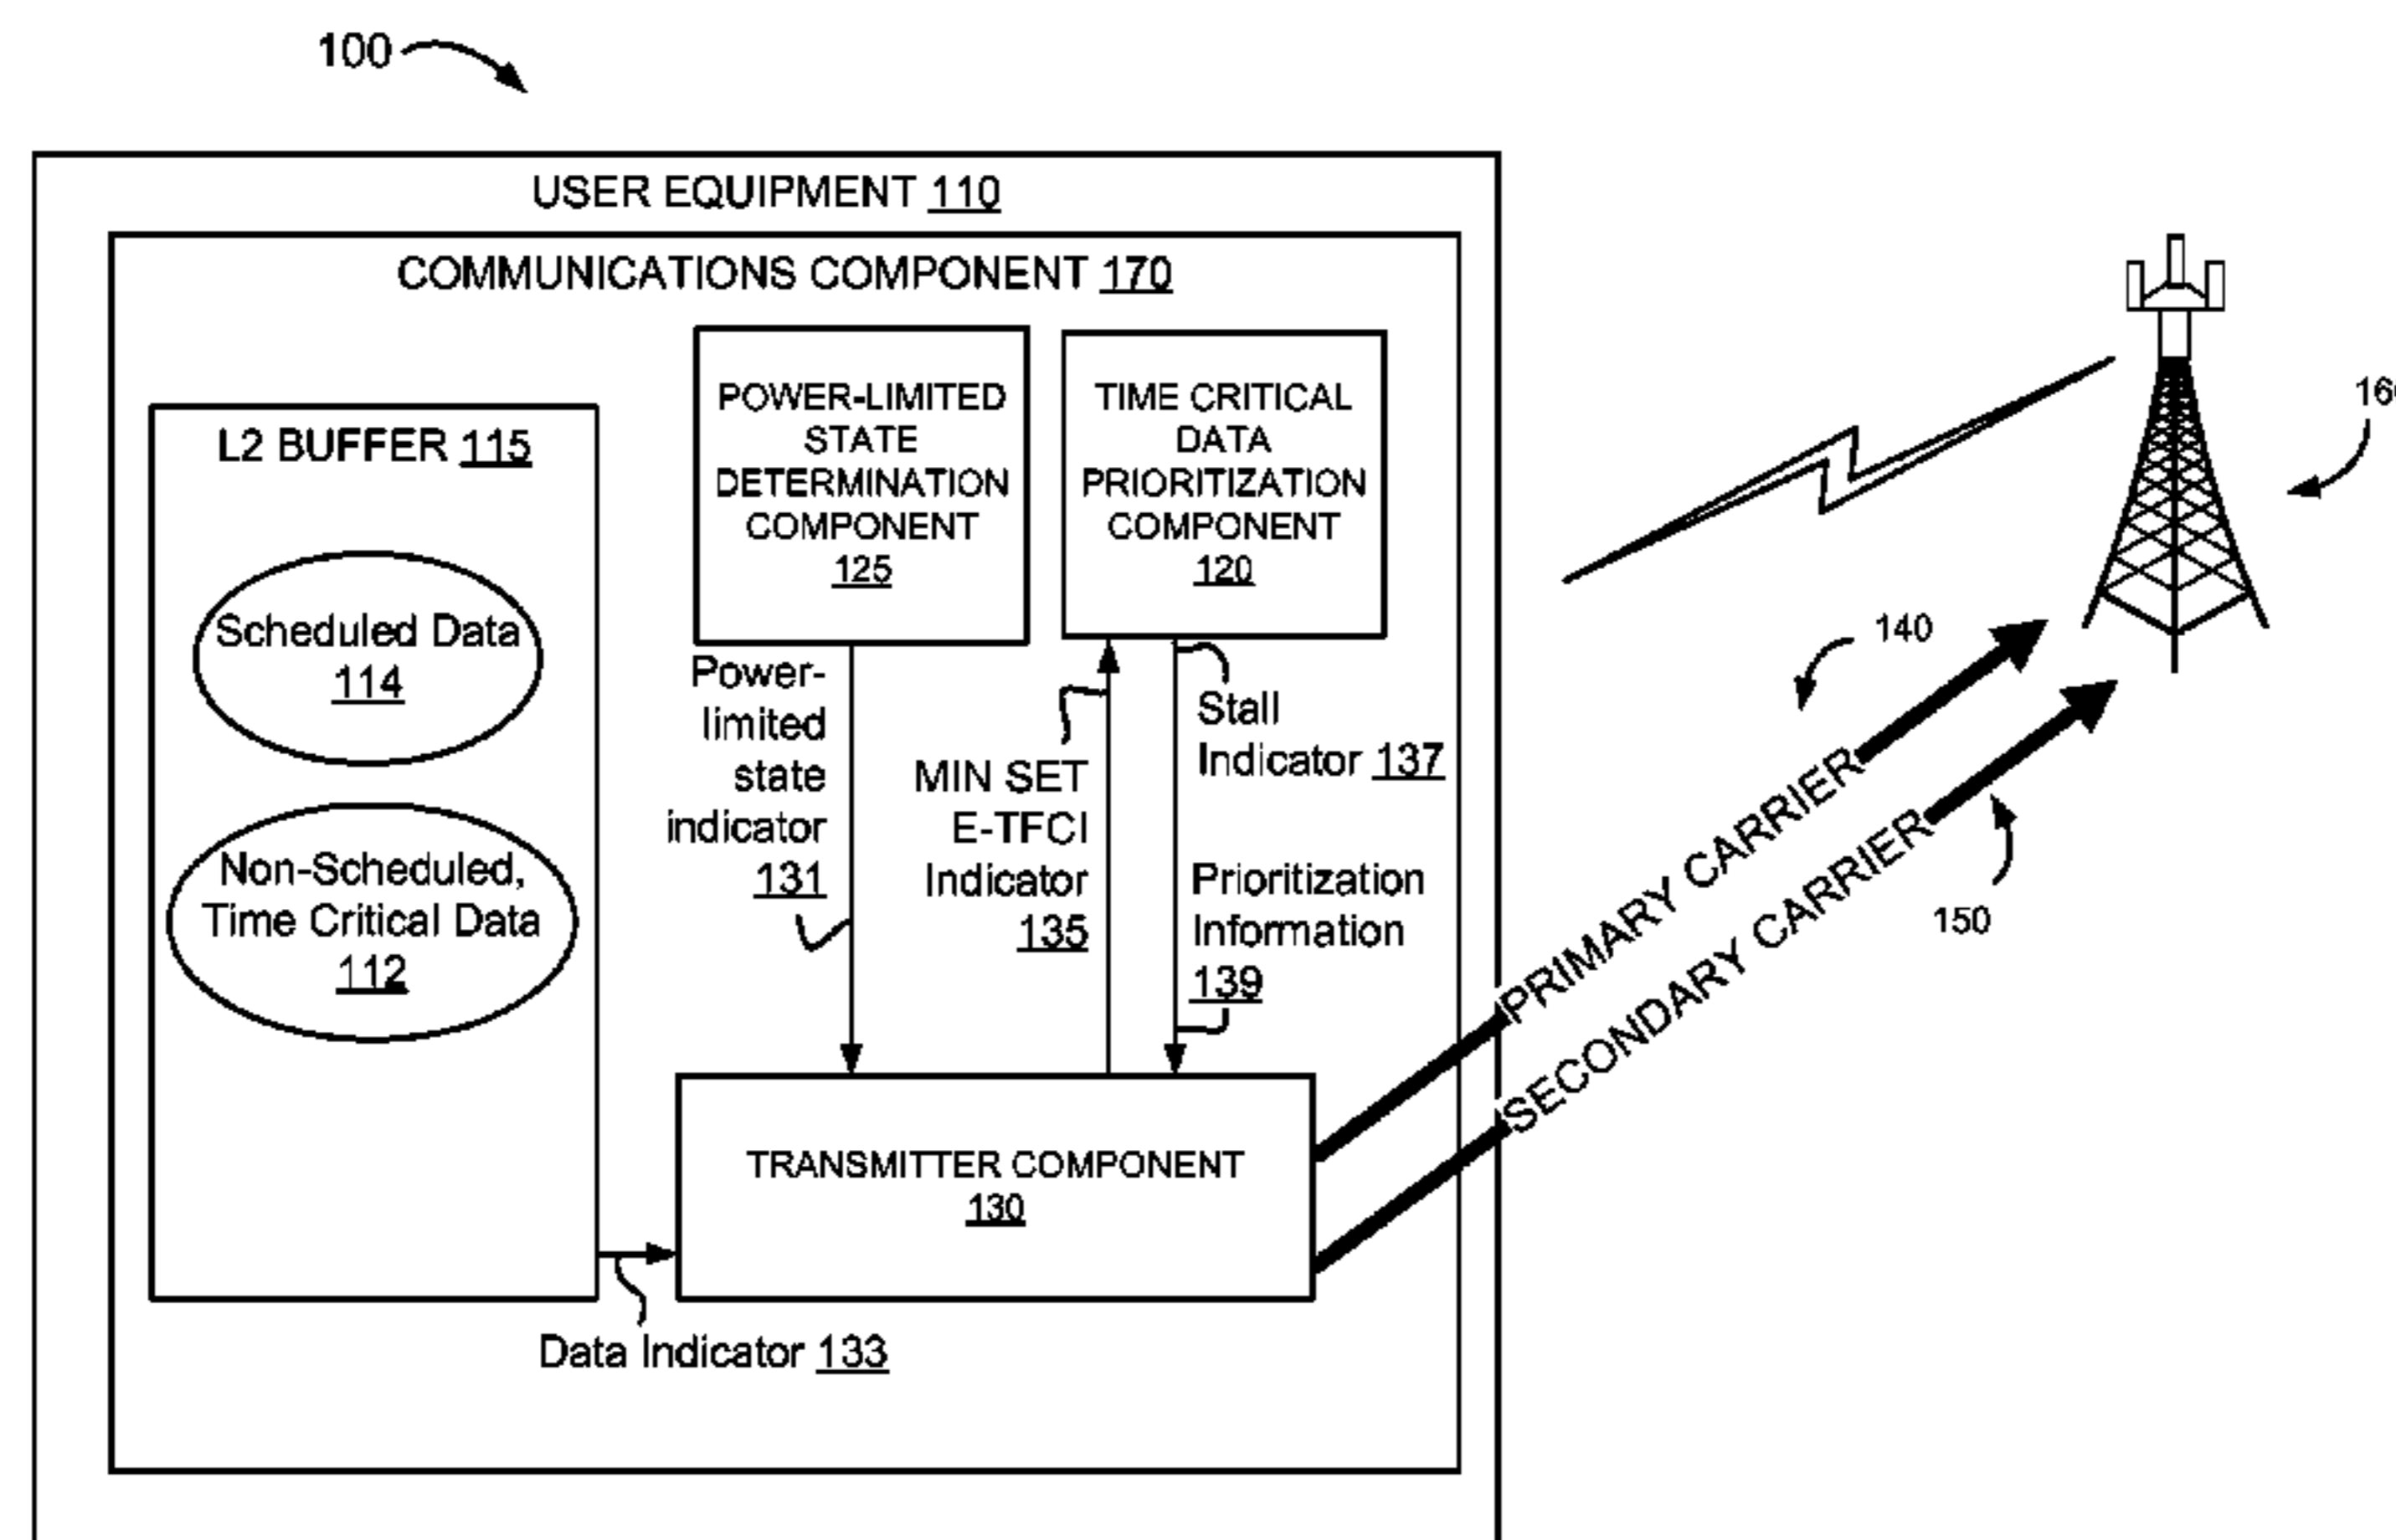 100
USER EQUIPMENT 110
COMMUNICATIONS COMPONENT 170
L2 BUFFER 115
Scheduled Data
114
Non-Scheduled,
Time Critical Data
112
POWER-LIMITED
STATE
DETERMINATION
COMPONENT
125
TIME CRITICAL
DATA
PRIORITIZATION
COMPONENT
120
Power-
limited
state
indicator
131
MIN SET
E-TFCI
Indicator
135
Stall
Indicator 137
Prioritization
Information
139
TRANSMITTER COMPONENT
130
Data Indicator 133
PRIMARY CARRIER
SECONDARY CARRIER
140
150